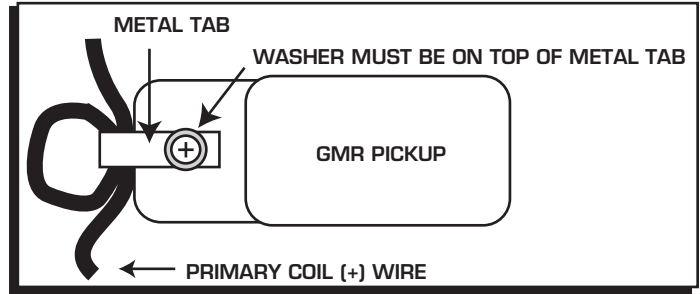 METAL TAB
WASHER MUST BE ON TOP OF METAL TAB
GMR PICKUP
PRIMARY COIL (+) WIRE